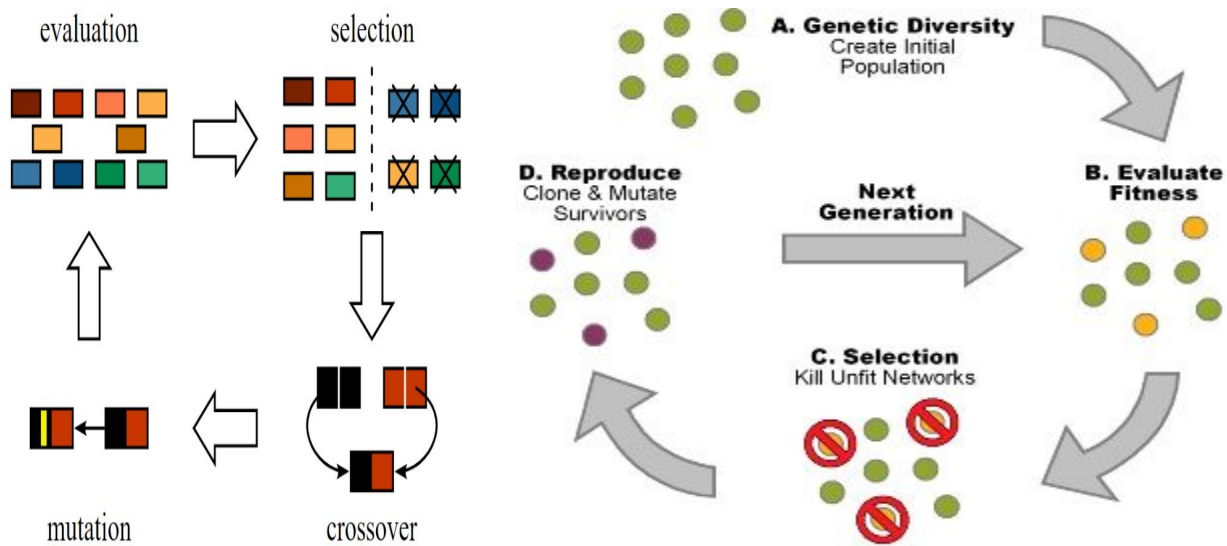 evaluation
selection
mutation
crossover
A. Genetic Diversity
Create Initial
Population
D. Reproduce
Clone & Mutate
Survivors
Next
Generation
B. Evaluate
Fitness
C. Selection
Kill Unfit Networks